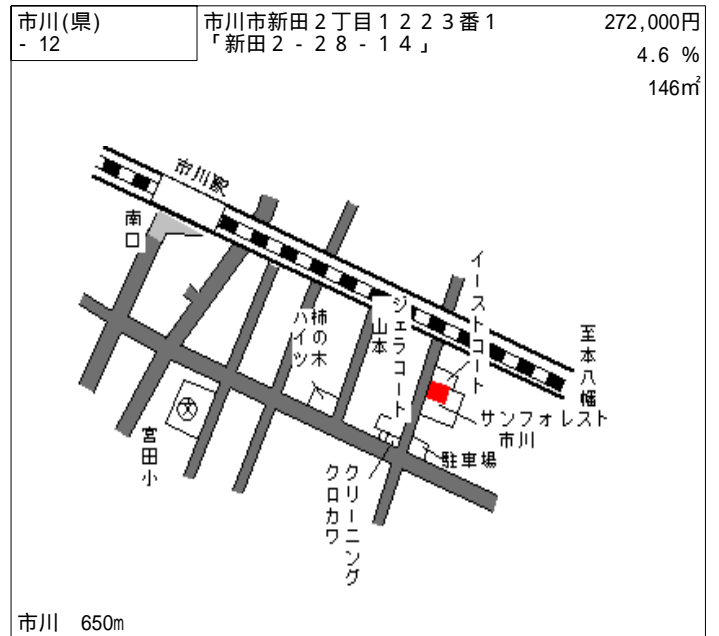 市川(県)
- 12
市川市新田２丁目１２２３番１
「新田２－２８－１４」
272,000円
4.6 %
146㎡
市川駅
南口
イーストコート
至本八幡
ジェラコート
山本
柿の木
ハイツ
サンフォレスト
市川
駐車場
宮田小
クリーニング
クロカワ
市川 650m